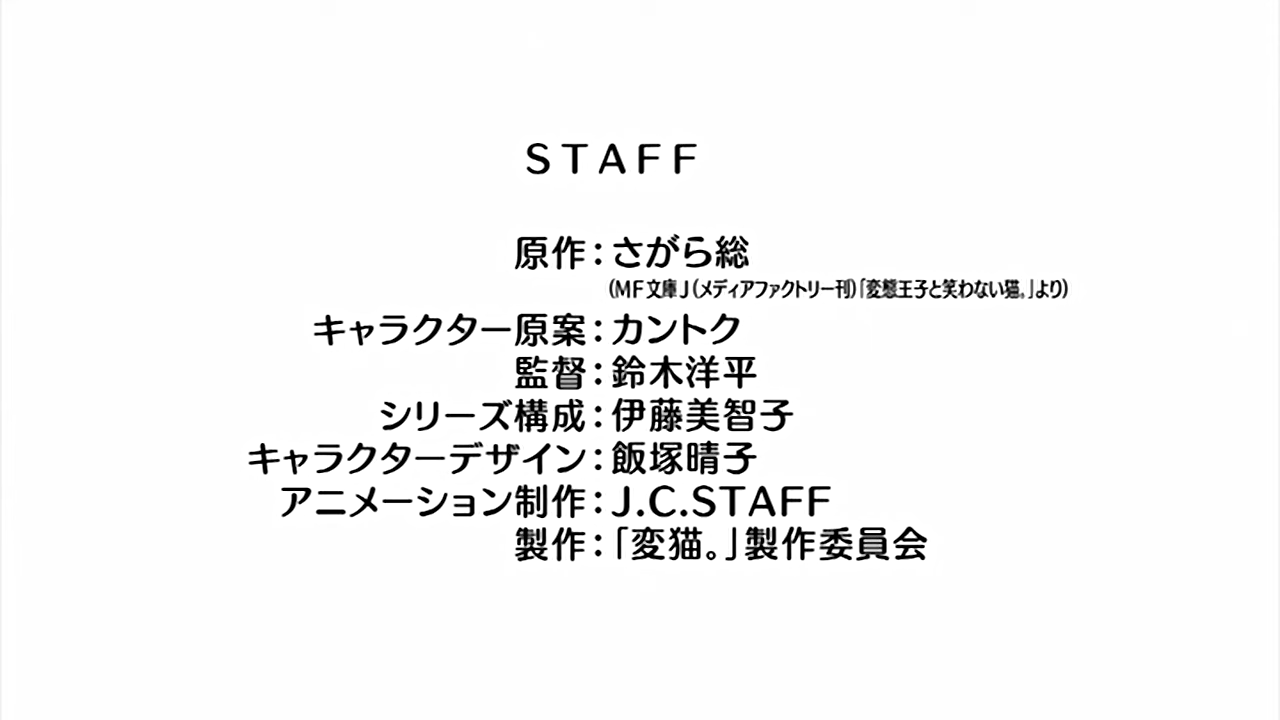 STAFF
原作：さがら総
(MF文庫J(メディアファクトリー刊)「変態王子と笑わない猫。」より)
キャラクター原案：カントク
監督：鈴木洋平
シリーズ構成：伊藤美智子
キャラクターデザイン：飯塚晴子
アニメーション制作：J.C.STAFF
製作：「変猫。」製作委員会